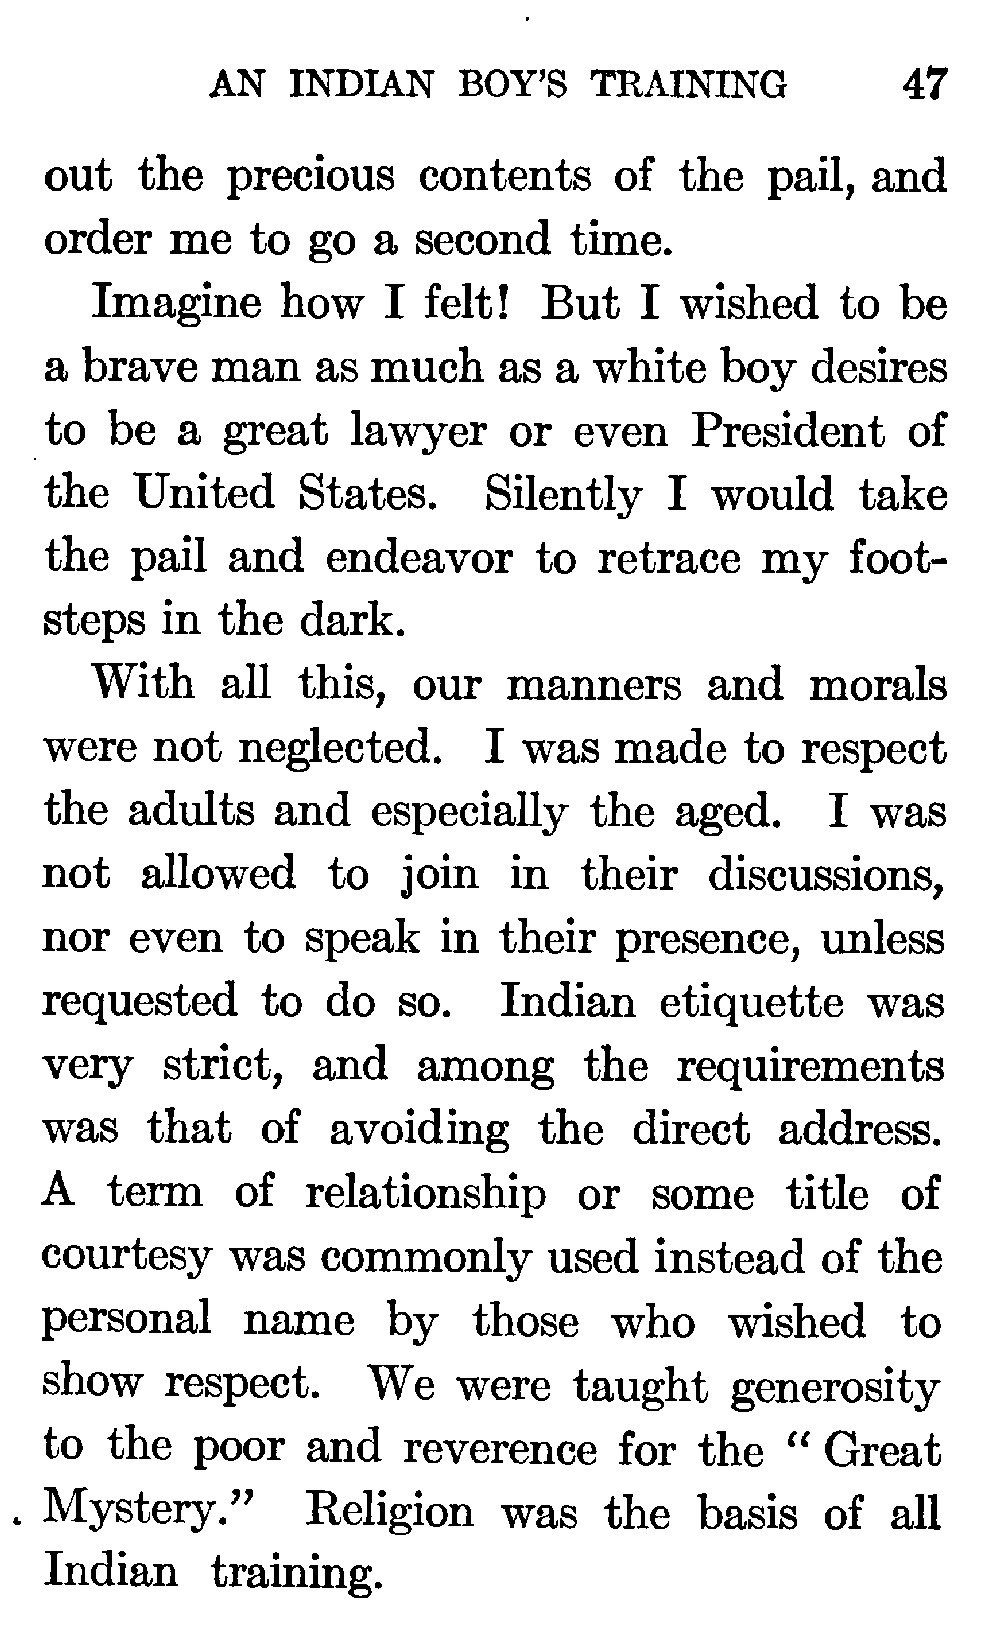 AN INDIAN BOY'S TRAINING 47
out the precious contents of the pail, and
order me to go a second time.
Imagine how I felt! But I wished to be
a brave man as much as a white boy desires
to be a great lawyer or even President of
the United States. Silently I would take
the pail and endeavor to retrace my foot-
steps in the dark.
With all this, our manners and morals
were not neglected. I was made to respect
the adults and especially the aged. I was
not allowed to join in their discussions,
nor even to speak in their presence, unless
requested to do so. Indian etiquette was
very strict, and among the requirements
was that of avoiding the direct address.
A term of relationship or some title of
courtesy was commonly used instead of the
personal name by those who wished to
show respect. We were taught generosity
to the poor and reverence for the “ Great
Mystery.” Religion was the basis of all
Indian training.